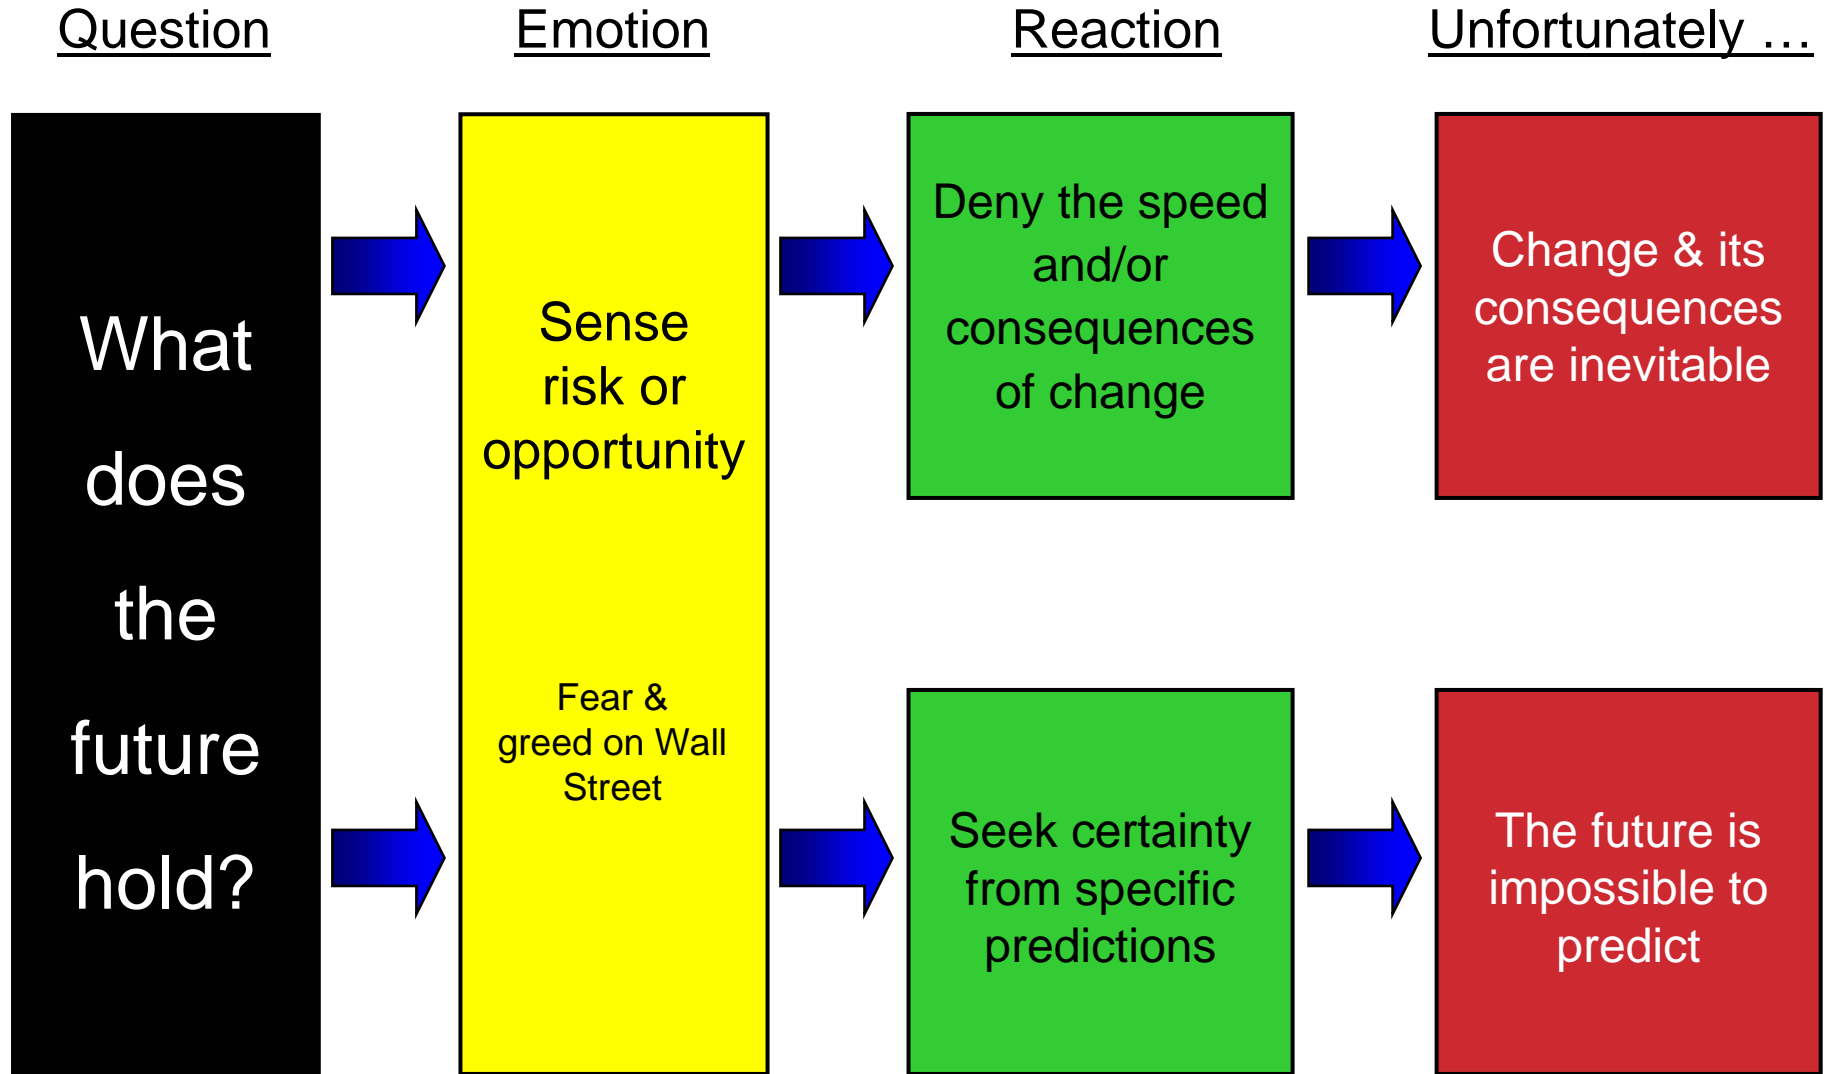 Question
Emotion
Reaction
Unfortunately …
What
does
the
future
hold?
Sense
risk or
opportunity
Fear &
greed on Wall
Street
Deny the speed
and/or
consequences
of change
Change & its
consequences
are inevitable
Seek certainty
from specific
predictions
The future is
impossible to
predict